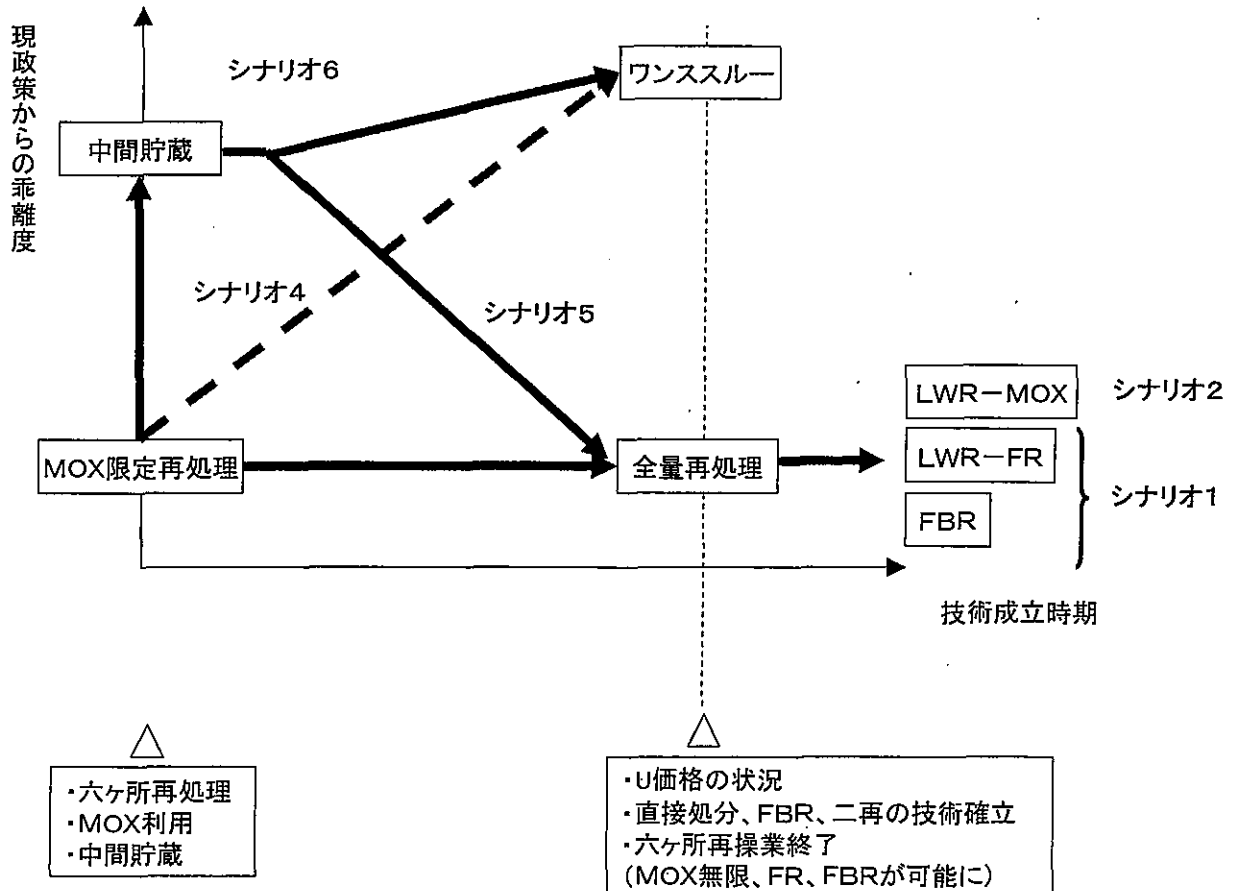 現政策からの乖離度
シナリオ6
ワンススルー
中間貯蔵
シナリオ4
シナリオ5
LWR－MOX
シナリオ2
MOX限定再処理
全量再処理
LWR－FR
シナリオ1
FBR
技術成立時期
△
△
・六ヶ所再処理
・MOX利用
・中間貯蔵
・U価格の状況
・直接処分、FBR、二再の技術確立
・六ヶ所再操業終了
(MOX無限、FR、FBRが可能に)